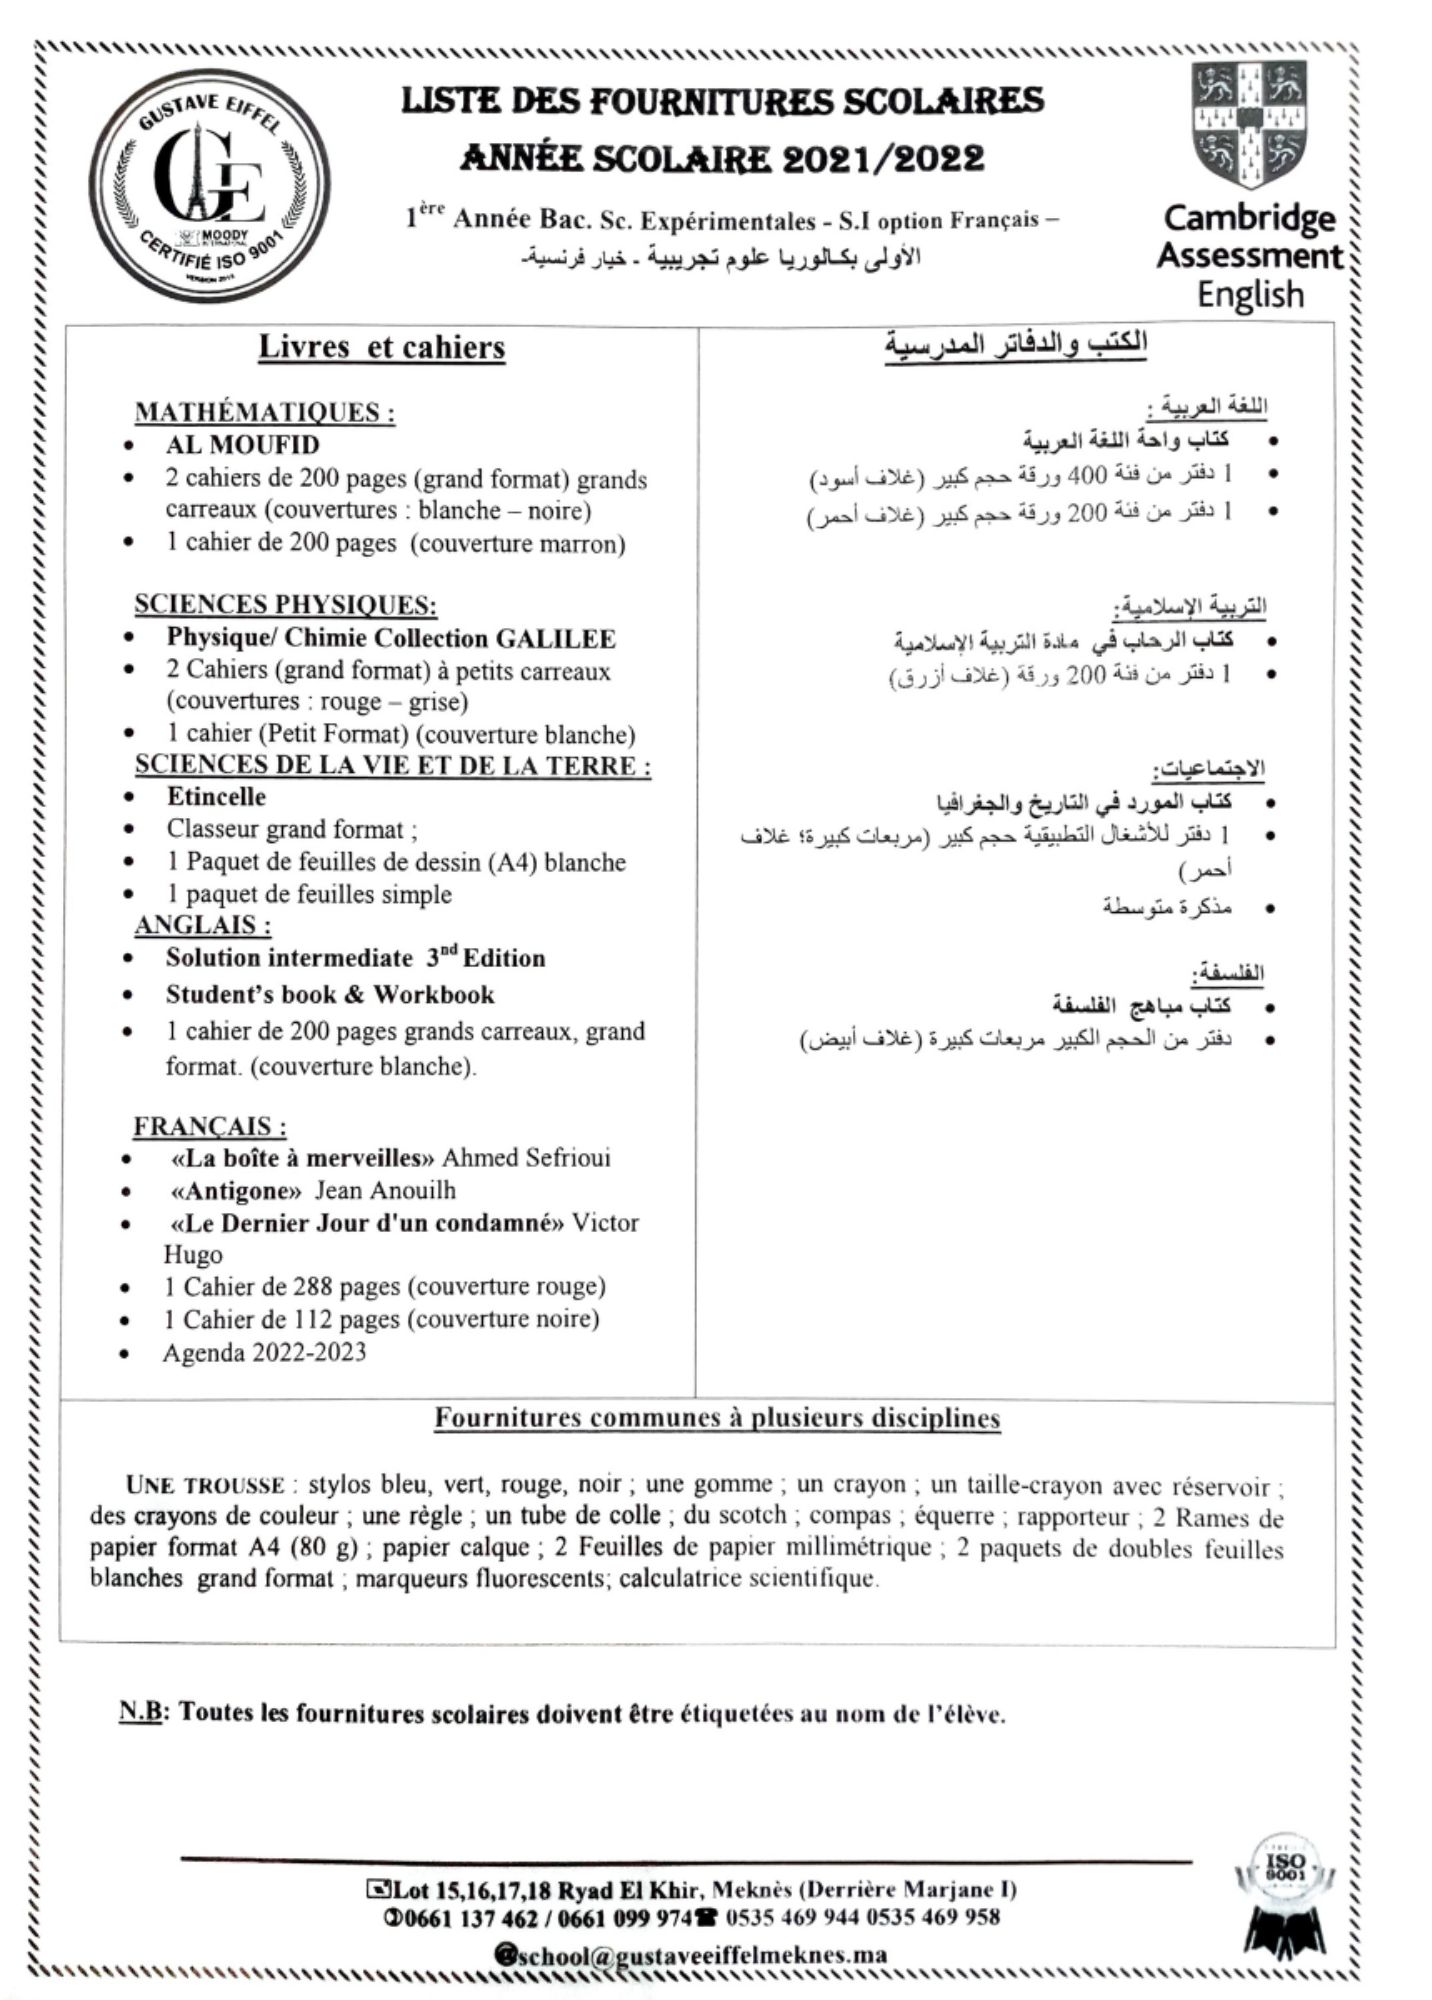 GUSTAVE EIFFEL
GE
MOODY
INTERNATIONAL
CERTIFIÉ ISO 9001
LISTE DES FOURNITURES SCOLAIRES
ANNÉE SCOLAIRE 2021/2022
1ère Année Bac. Sc. Expérimentales - S.I option Français –
الأولى بكالوريا علوم تجريبية - خيار فرنسية-
Cambridge
Assessment
English
Livres et cahiers
MATHÉMATIQUES :
• AL MOUFID
• 2 cahiers de 200 pages (grand format) grands
carreaux (couvertures : blanche – noire)
• 1 cahier de 200 pages (couverture marron)
SCIENCES PHYSIQUES:
• Physique/ Chimie Collection GALILEE
• 2 Cahiers (grand format) à petits carreaux
(couvertures : rouge – grise)
• 1 cahier (Petit Format) (couverture blanche)
SCIENCES DE LA VIE ET DE LA TERRE :
• Etincelle
• Classeur grand format ;
• 1 Paquet de feuilles de dessin (A4) blanche
• 1 paquet de feuilles simple
ANGLAIS :
• Solution intermediate 3nd Edition
• Student's book & Workbook
• 1 cahier de 200 pages grands carreaux, grand
format. (couverture blanche).
FRANÇAIS :
• «La boîte à merveilles» Ahmed Sefrioui
• «Antigone» Jean Anouilh
• «Le Dernier Jour d'un condamné» Victor
Hugo
• 1 Cahier de 288 pages (couverture rouge)
• 1 Cahier de 112 pages (couverture noire)
• Agenda 2022-2023
الكتب والدفاتر المدرسية
اللغة العربية :
• كتاب واحة اللغة العربية
• 1 دفتر من فئة 400 ورقة حجم كبير (غلاف أسود)
• 1 دفتر من فئة 200 ورقة حجم كبير (غلاف أحمر)
التربية الإسلامية:
• كتاب الرحاب في مادة التربية الإسلامية
• 1 دفتر من فئة 200 ورقة (غلاف أزرق)
الاجتماعيات:
• كتاب المورد في التاريخ والجغرافيا
• 1 دفتر للأشغال التطبيقية حجم كبير (مربعات كبيرة؛ غلاف
أحمر)
• مذكرة متوسطة
الفلسفة:
• كتاب مباهج الفلسفة
• دفتر من الحجم الكبير مربعات كبيرة (غلاف أبيض)
Fournitures communes à plusieurs disciplines
UNE TROUSSE : stylos bleu, vert, rouge, noir ; une gomme ; un crayon ; un taille-crayon avec réservoir ;
des crayons de couleur ; une règle ; un tube de colle ; du scotch ; compas ; équerre ; rapporteur ; 2 Rames de
papier format A4 (80 g) ; papier calque ; 2 Feuilles de papier millimétrique ; 2 paquets de doubles feuilles
blanches grand format ; marqueurs fluorescents; calculatrice scientifique.
N.B: Toutes les fournitures scolaires doivent être étiquetées au nom de l'élève.
Lot 15,16,17,18 Ryad El Khir, Meknès (Derrière Marjane I)
0661 137 462 / 0661 099 974 ☎ 0535 469 944 0535 469 958
@school@gustaveeiffelmeknes.ma
ISO
9001